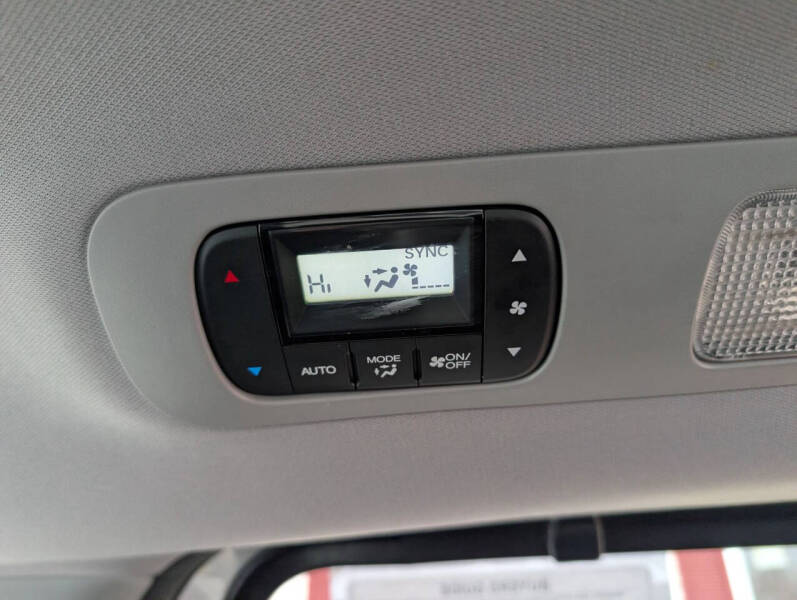 SYNC
Hi
AUTO
MODE
ON/
OFF